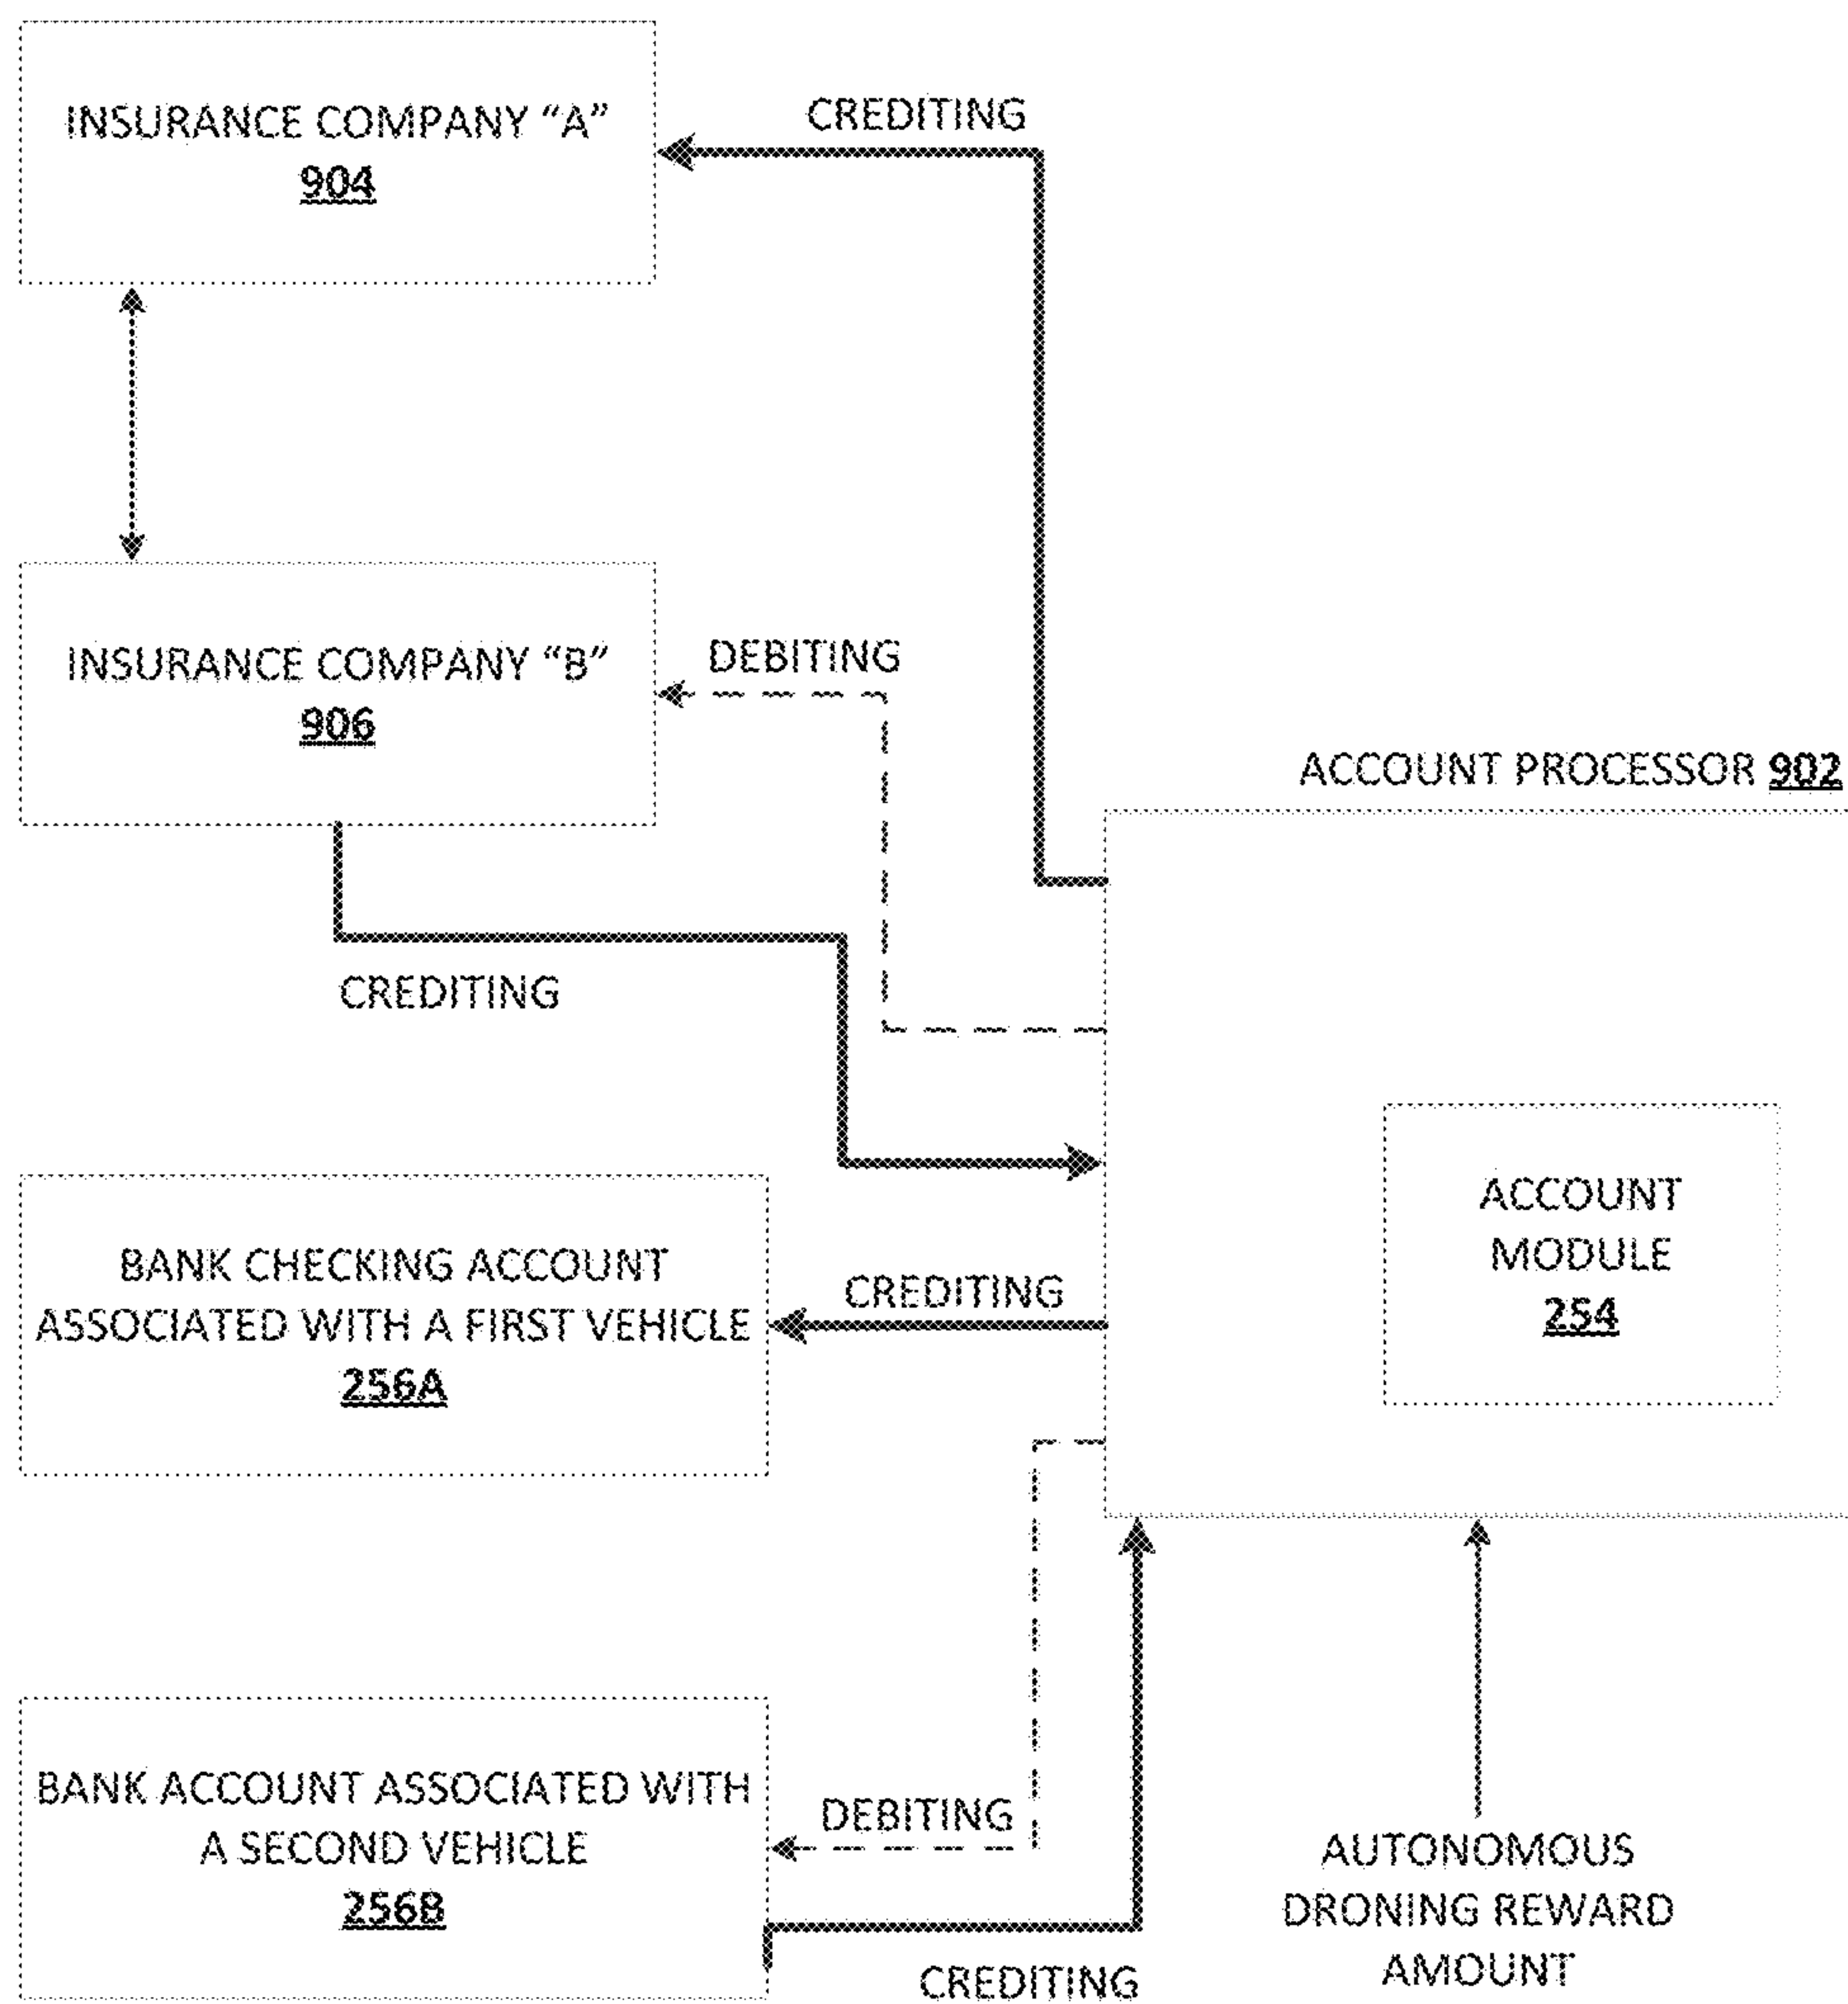 INSURANCE COMPANY "A"
904
CREDITING
INSURANCE COMPANY "B"
906
DEBITING
ACCOUNT PROCESSOR 902
CREDITING
ACCOUNT
MODULE
254
BANK CHECKING ACCOUNT
ASSOCIATED WITH A FIRST VEHICLE
256A
CREDITING
BANK ACCOUNT ASSOCIATED WITH
A SECOND VEHICLE
256B
DEBITING
CREDITING
AUTONOMOUS
DRONING REWARD
AMOUNT